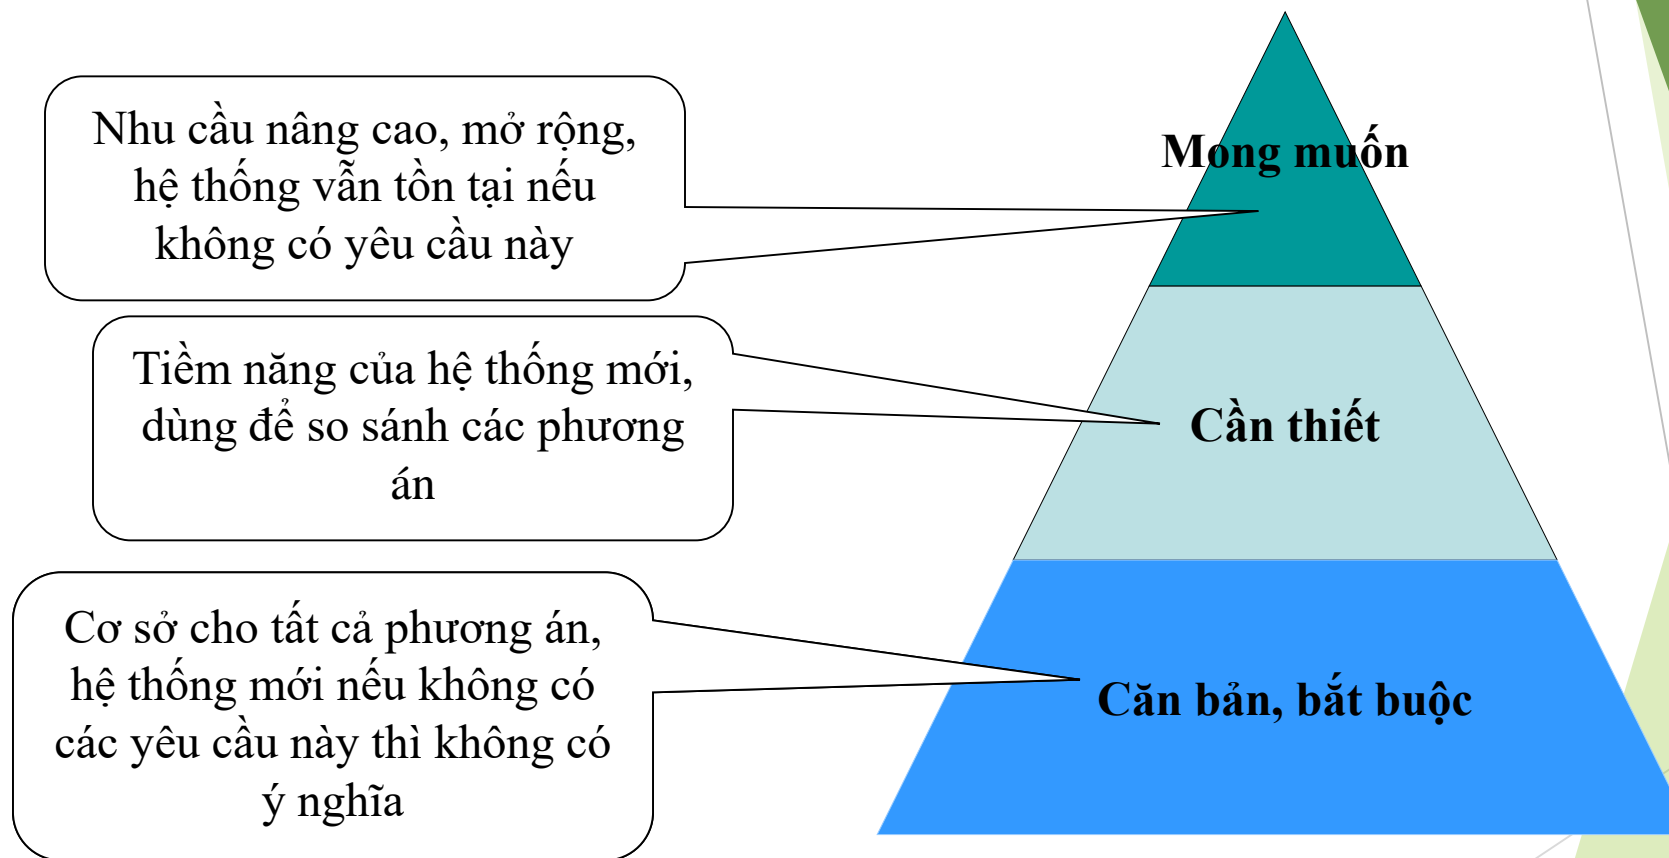 Nhu cầu nâng cao, mở rộng,
hệ thống vẫn tồn tại nếu
không có yêu cầu này
Mong muốn
Tiềm năng của hệ thống mới,
dùng để so sánh các phương
án
Cần thiết
Cơ sở cho tất cả phương án,
hệ thống mới nếu không có
các yêu cầu này thì không có
ý nghĩa
Căn bản, bắt buộc